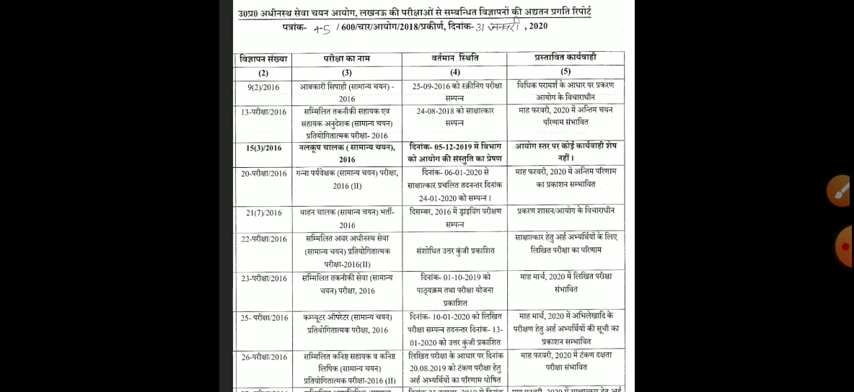 उ0प्र0 अधीनस्थ सेवा चयन आयोग, लखनऊ की परीक्षाओं से सम्बन्धित विज्ञापनों की अद्यतन प्रगति रिपोर्ट
पत्रांक- 45 / 600/चार/आयोग/2018/प्रकीर्ण, दिनांक-31 जनवरी, 2020
विज्ञापन संख्या परीक्षा का नाम वर्तमान स्थिति प्रस्तावित कार्यवाही
(2) (3) (4) (5)
9(2)/2016 आबकारी सिपाही (सामान्य चयन) - 25-09-2016 को स्क्रीनिंग परीक्षा विधिक परामर्श के आधार पर प्रकरण
2016 सम्पन्न आयोग के विचाराधीन
13-परीक्षा/2016 सम्मिलित तकनीकी सहायक एवं 24-08-2018 को साक्षात्कार माह फरवरी, 2020 में अन्तिम चयन
सहायक अनुदेशक (सामान्य चयन) सम्पन्न परिणाम संभावित
प्रतियोगितात्मक परीक्षा- 2016
15(3)/2016 नलकूप चालक ( सामान्य चयन), दिनांक- 05-12-2019 में विभाग आयोग स्तर पर कोई कार्यवाही शेष
2016 को आयोग की संस्तुति का प्रेषण नहीं ।
20-परीक्षा/2016 गन्ना पर्यवेक्षक (सामान्य चयन) परीक्षा, दिनांक- 06-01-2020 से माह फरवरी, 2020 में अन्तिम परिणाम
2016 (II) साक्षात्कार प्रचलित तदनन्तर दिनांक का प्रकाशन सम्भावित
24-01-2020 को सम्पन्न ।
21(7)/2016 वाहन चालक (सामान्य चयन) भर्ती- दिसम्बर, 2016 में ड्राइविंग परीक्षण प्रकरण शासन/आयोग के विचाराधीन
2016 सम्पन्न
22-परीक्षा/2016 सम्मिलित अवर अधीनस्थ सेवा संशोधित उत्तर कुंजी प्रकाशित साक्षात्कार हेतु अर्ह अभ्यर्थियों के लिए
(सामान्य चयन) प्रतियोगितात्मक लिखित परीक्षा का परिणाम
परीक्षा-2016(II)
23-परीक्षा/2016 सम्मिलित तकनीकी सेवा (सामान्य दिनांक- 01-10-2019 को माह मार्च, 2020 में लिखित परीक्षा
चयन) परीक्षा, 2016 पाठ्यक्रम तथा परीक्षा योजना संभावित
प्रकाशित
25- परीक्षा/2016 कम्प्यूटर ऑपरेटर (सामान्य चयन) दिनांक- 10-01-2020 को लिखित माह मार्च, 2020 में अभिलेखादि के
प्रतियोगितात्मक परीक्षा, 2016 परीक्षा सम्पन्न तदनन्तर दिनांक- 13- परीक्षण हेतु अर्ह अभ्यर्थियों की सूची का
01-2020 को उत्तर कुंजी प्रकाशित प्रकाशन सम्भावित
26-परीक्षा/2016 सम्मिलित कनिष्ठ सहायक व कनिष्ठ लिखित परीक्षा के आधार पर दिनांक माह फरवरी, 2020 में टंकण दक्षता
लिपिक (सामान्य चयन) 20.08.2019 को टंकण परीक्षा हेतु परीक्षा संभावित
प्रतियोगितात्मक परीक्षा-2016 (II) अर्ह अभ्यर्थियों का परिणाम घोषित